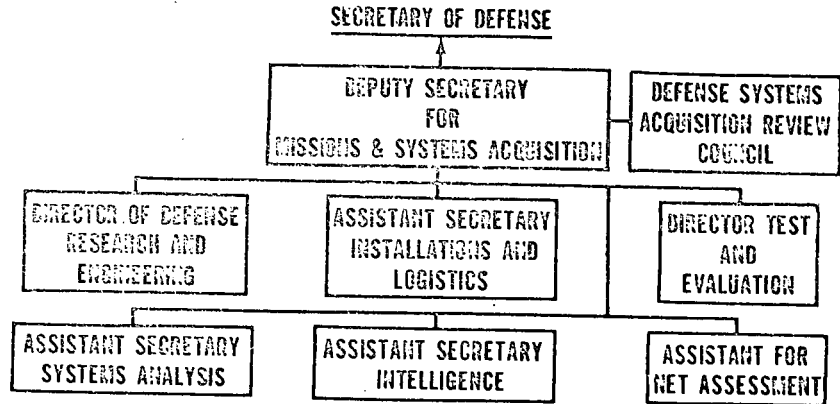 SECRETARY OF DEFENSE
DEPUTY SECRETARY
FOR
MISSIONS & SYSTEMS ACQUISITION
DEFENSE SYSTEMS
ACQUISITION REVIEW
COUNCIL
DIRECTOR OF DEFENSE
RESEARCH AND
ENGINEERING
ASSISTANT SECRETARY
INSTALLATIONS AND
LOGISTICS
DIRECTOR TEST
AND
EVALUATION
ASSISTANT SECRETARY
SYSTEMS ANALYSIS
ASSISTANT SECRETARY
INTELLIGENCE
ASSISTANT FOR
NET ASSESSMENT